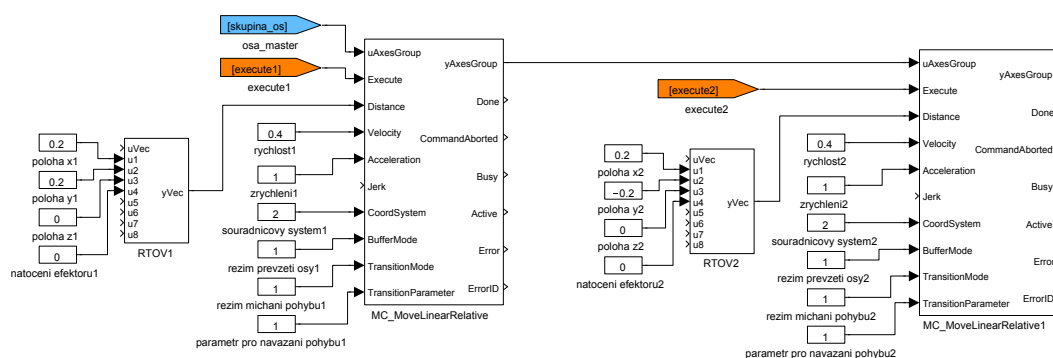 [skupina_os]
osa_master
[execute1]
execute1
uAxesGroup
Execute
Distance
Velocity
Acceleration
Jerk
CoordSystem
BufferMode
TransitionMode
TransitionParameter
yAxesGroup
Done
CommandAborted
Busy
Active
Error
ErrorID
MC_MoveLinearRelative
0.2
poloha x1
0.2
poloha y1
0
poloha z1
0
natoceni efektoru1
uVec
u1
u2
u3
u4
u5
u6
u7
u8
yVec
RTOV1
0.4
rychlost1
1
zrychleni1
2
souradnicovy system1
1
rezim prevzeti osy1
1
rezim michani pohybu1
1
parametr pro navazani pohybu1
[execute2]
execute2
0.2
poloha x2
−0.2
poloha y2
0
poloha z2
0
natoceni efektoru2
uVec
u1
u2
u3
u4
u5
u6
u7
u8
yVec
RTOV2
0.4
rychlost2
1
zrychleni2
2
souradnicovy system2
1
rezim prevzeti osy2
1
rezim michani pohybu2
1
parametr pro navazani pohybu2
uAxesGroup
Execute
Distance
Velocity
Acceleration
Jerk
CoordSystem
BufferMode
TransitionMode
TransitionParameter
yAxesGroup
Done
CommandAborted
Busy
Active
Error
ErrorID
MC_MoveLinearRelative1